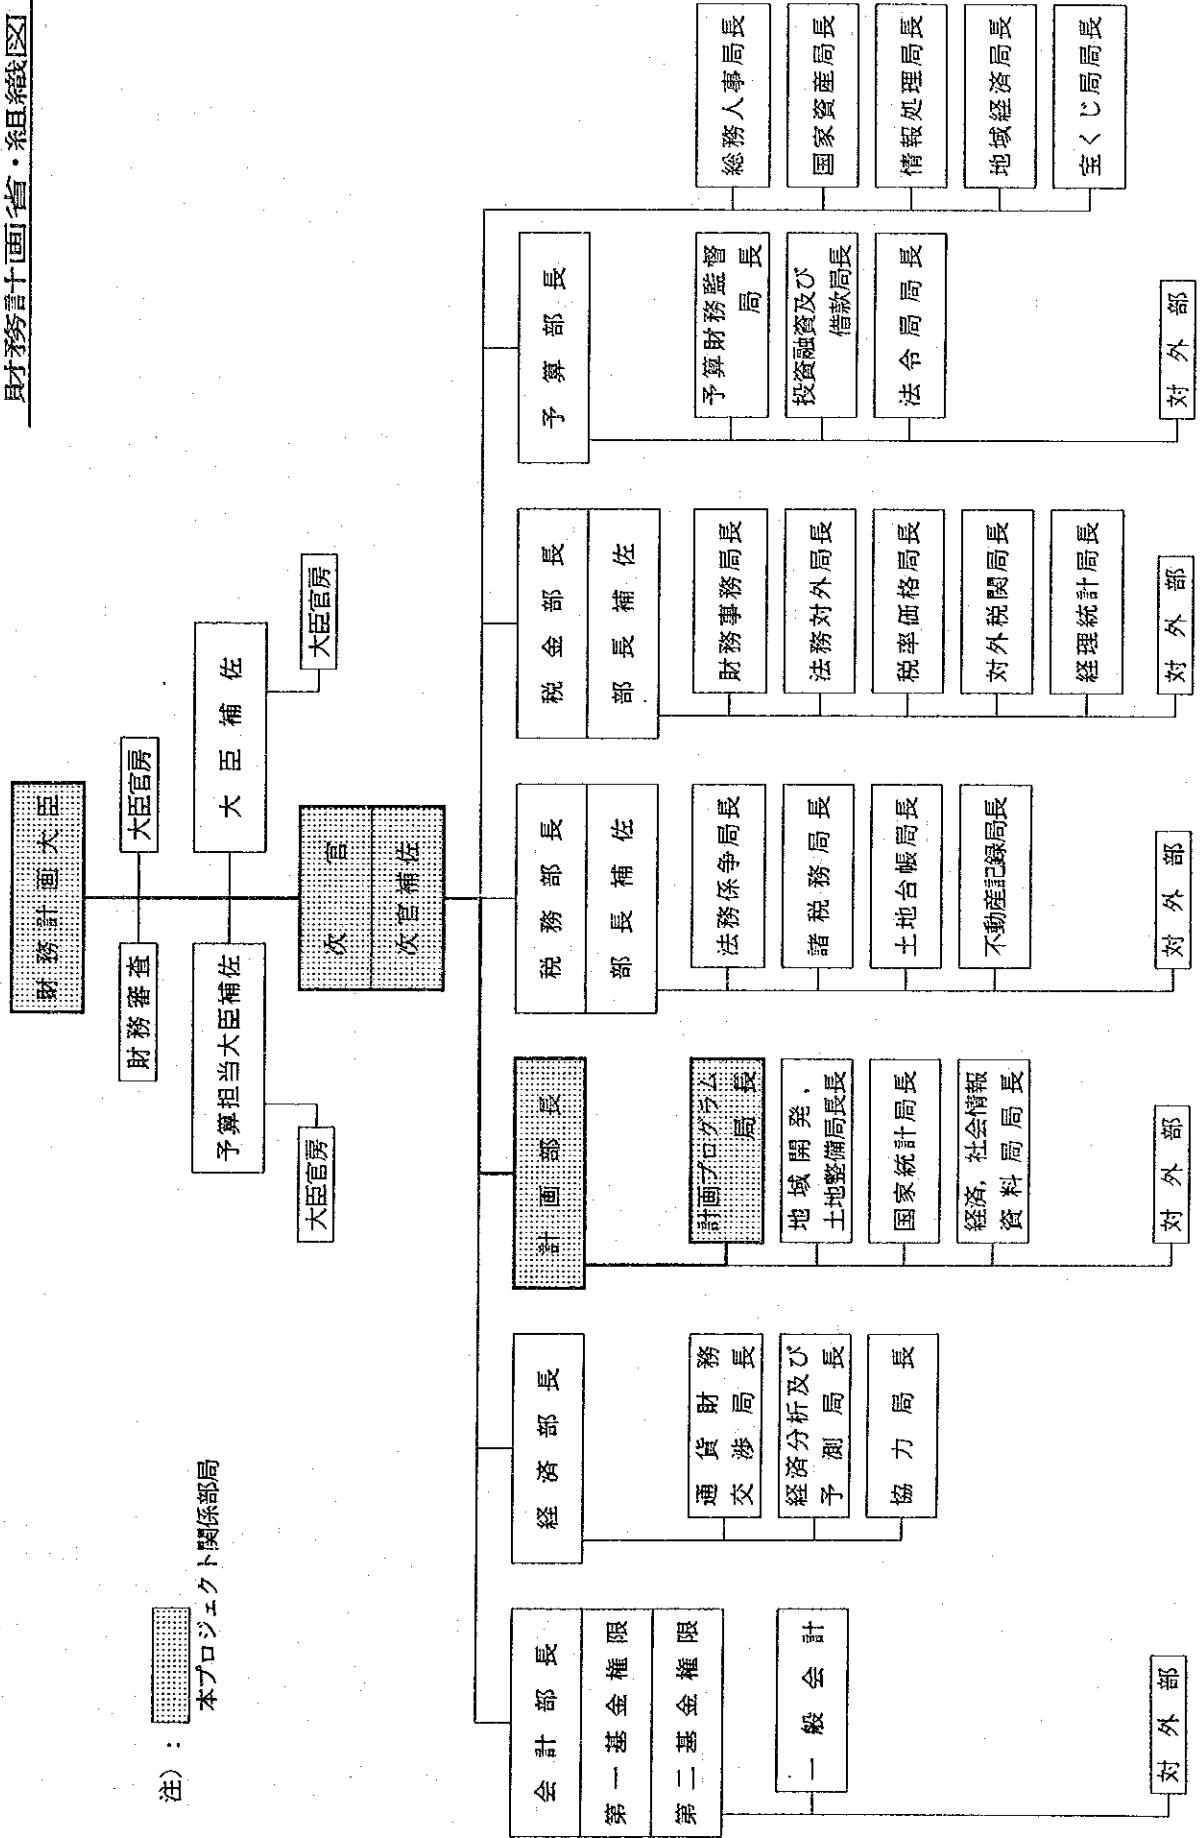 財務計画省・組織図
財務計画大臣
財務審査
大臣官房
予算担当大臣補佐
大臣官房
大臣補佐
大臣官房
次官
次官補佐
会計部長
第一基金権限
第二基金権限
一般会計
対外部
経済部長
通貨財務
交渉局長
経済分析及び
予測局長
協力局長
計画部長
計画プログラム
局長
地域開発,
土地整備局長長
国家統計局長
経済,社会情報
資料局局長
対外部
税務部長
部長補佐
法務係争局長
諸税務局長
土地台帳局長
不動産記録局長
対外部
税金部長
部長補佐
財務事務局長
法務対外局長
税率価格局長
対外税関局長
経理統計局長
対外部
予算部長
予算財務監督
局長
投資融資及び
借款局長
法令局局長
対外部
総務人事局長
国家資産局長
情報処理局長
地域経済局長
宝くじ局局長
注):
本プロジェクト関係部局